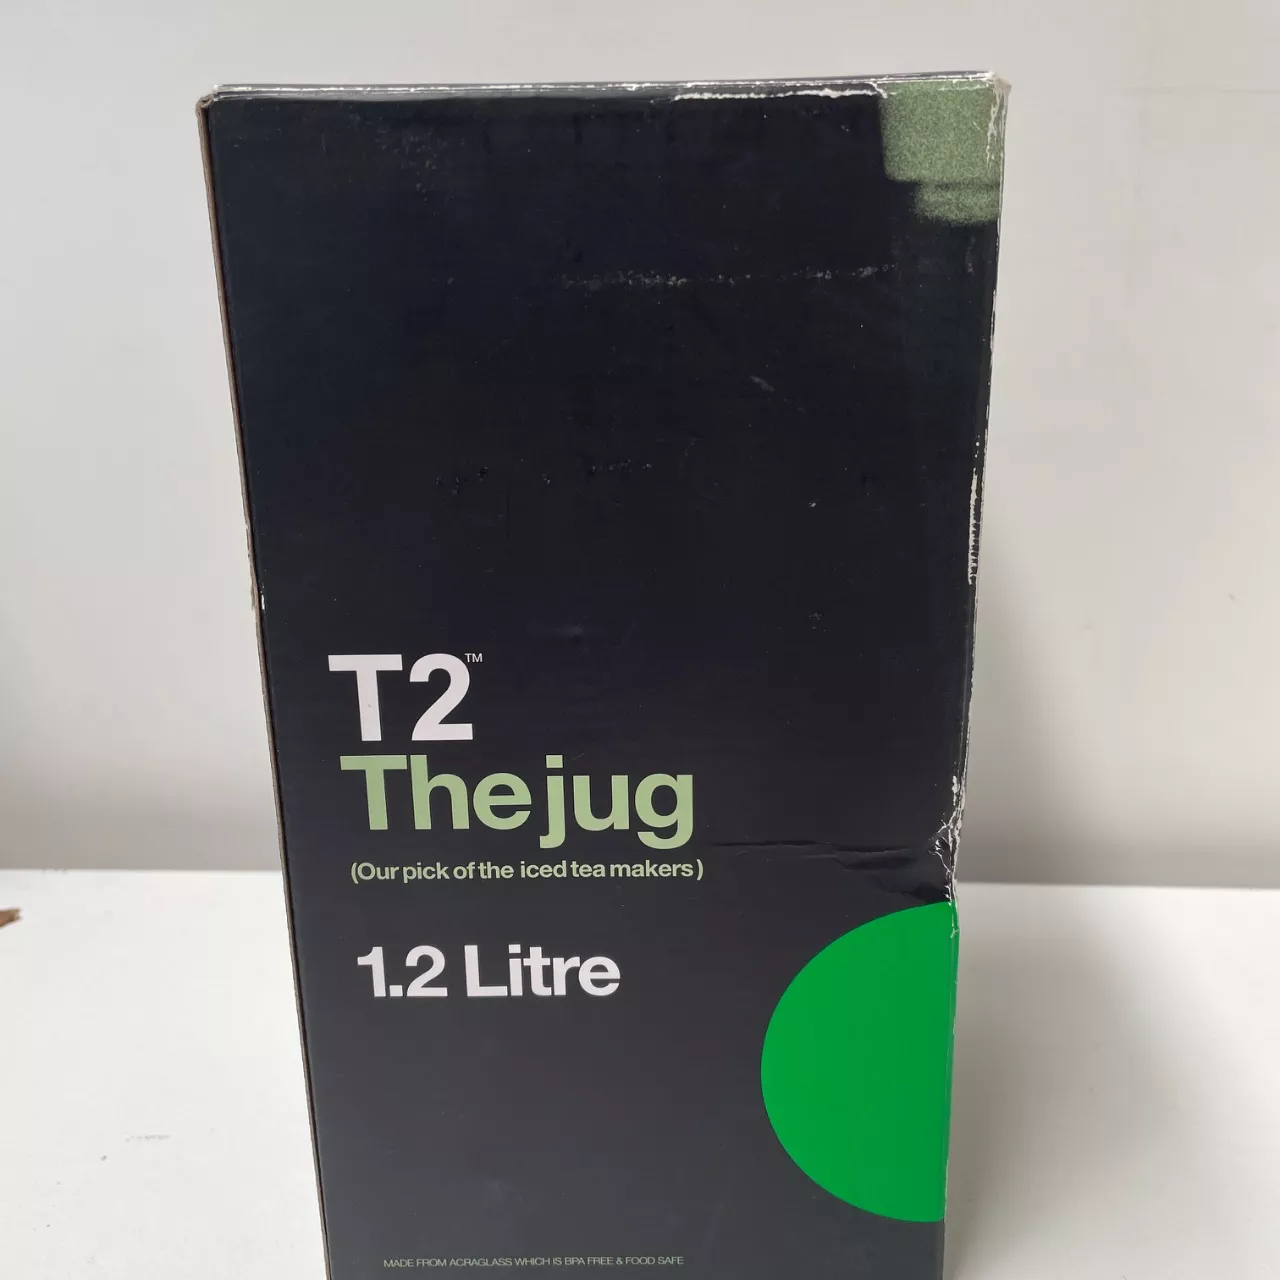 T2™
The jug
(Our pick of the iced tea makers)
1.2 Litre
MADE FROM ACRAGLASS WHICH IS BPA FREE & FOOD SAFE